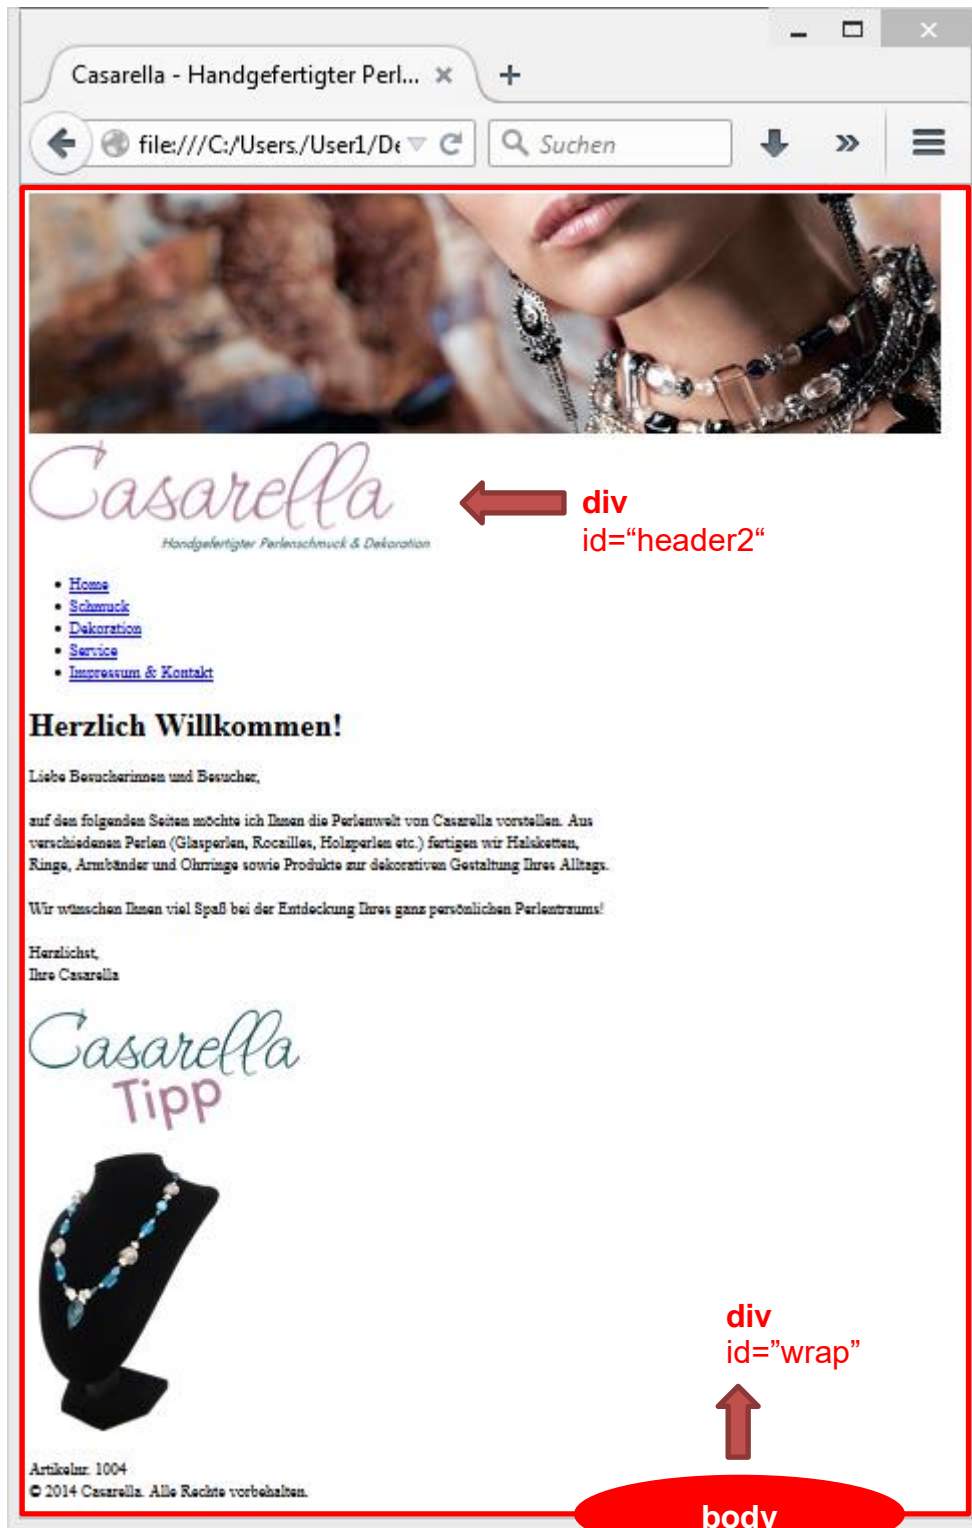 Casarella - Handgefertigter Perl...
file:///C:/Users./User1/De
Suchen
Casarella
Handgefertigter Perlenschmuck & Dekoration
div
id=“header2“
Home
Schmuck
Dekoration
Service
Impressum & Kontakt
Herzlich Willkommen!
Liebe Besucherinnen und Besucher,
auf den folgenden Seiten möchte ich Ihnen die Perlenwelt von Casarella vorstellen. Aus
verschiedenen Perlen (Glasperlen, Rocailles, Holzperlen etc.) fertigen wir Halsketten,
Ringe, Armbänder und Ohrringe sowie Produkte zur dekorativen Gestaltung Ihres Alltags.
Wir wünschen Ihnen viel Spaß bei der Entdeckung Ihres ganz persönlichen Perlentraums!
Herzlichst,
Ihre Casarella
Casarella
Tipp
div
id=”wrap”
Artikelnr. 1004
© 2014 Casarella. Alle Rechte vorbehalten.
body